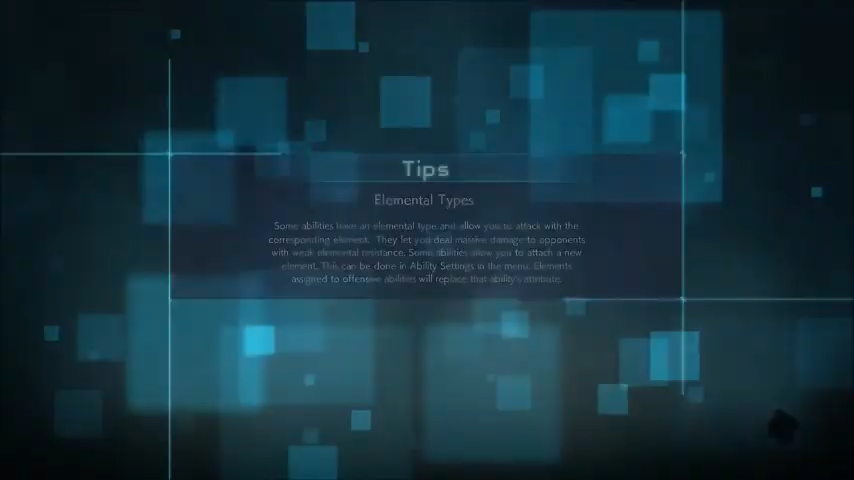 Tips
Elemental Types
Some abilities have an elemental type and allow you to attack with the
corresponding element. They let you deal massive damage to opponents
with weak elemental resistance. Some abilities allow you to attach a new
element. This can be done in Ability Settings in the menu. Elements
assigned to offensive abilities will replace that ability's attribute.